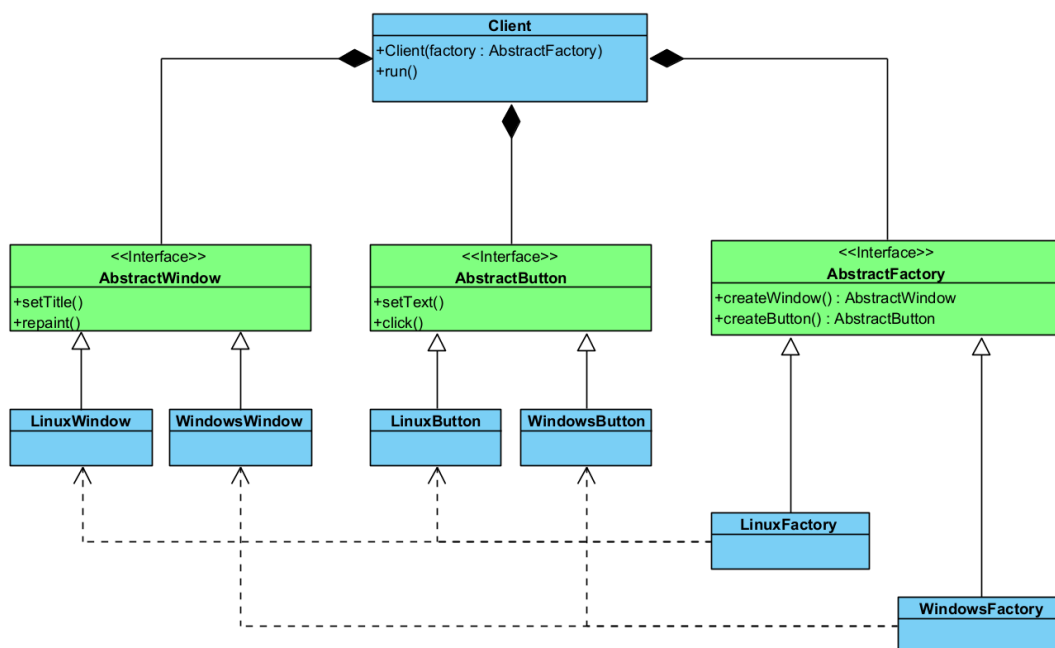 Client
+Client(factory : AbstractFactory)
+run()
<<Interface>>
AbstractWindow
+setTitle()
+repaint()
<<Interface>>
AbstractButton
+setText()
+click()
<<Interface>>
AbstractFactory
+createWindow() : AbstractWindow
+createButton() : AbstractButton
LinuxWindow
WindowsWindow
LinuxButton
WindowsButton
LinuxFactory
WindowsFactory